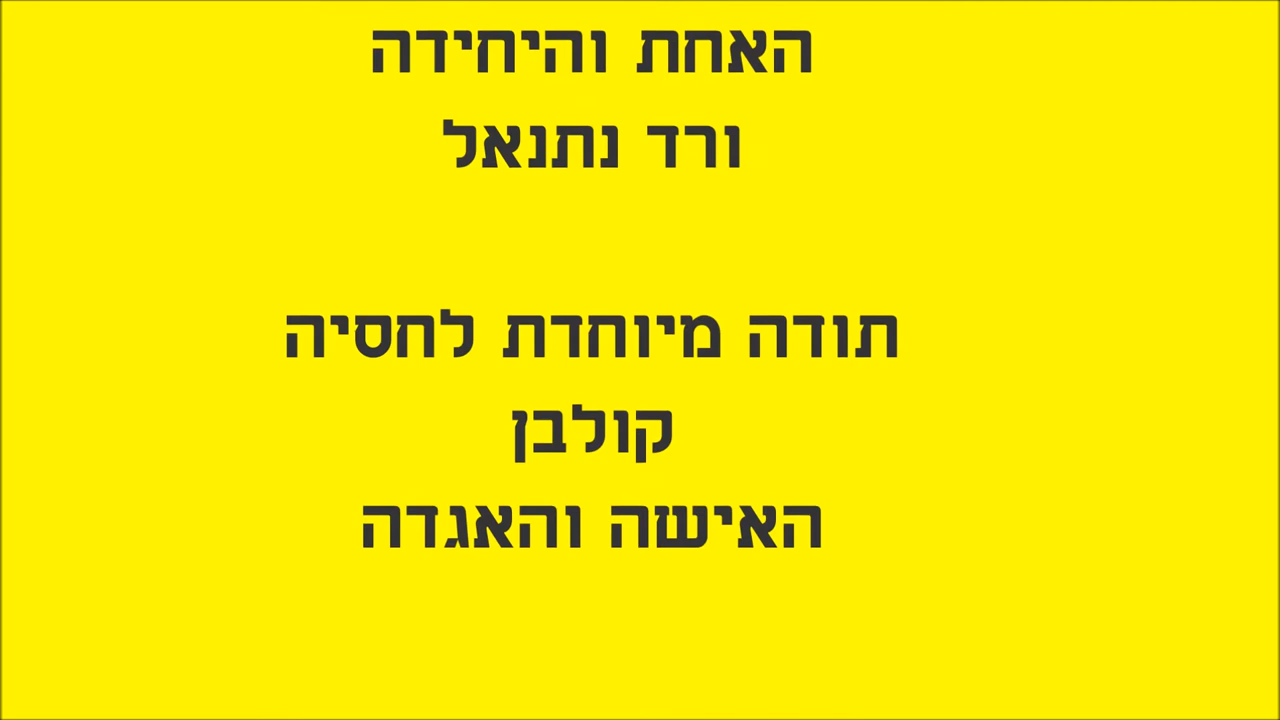 האחת והיחידה
ורד נתנאל
תודה מיוחדת לחסיה
קולבן
האישה והאגדה